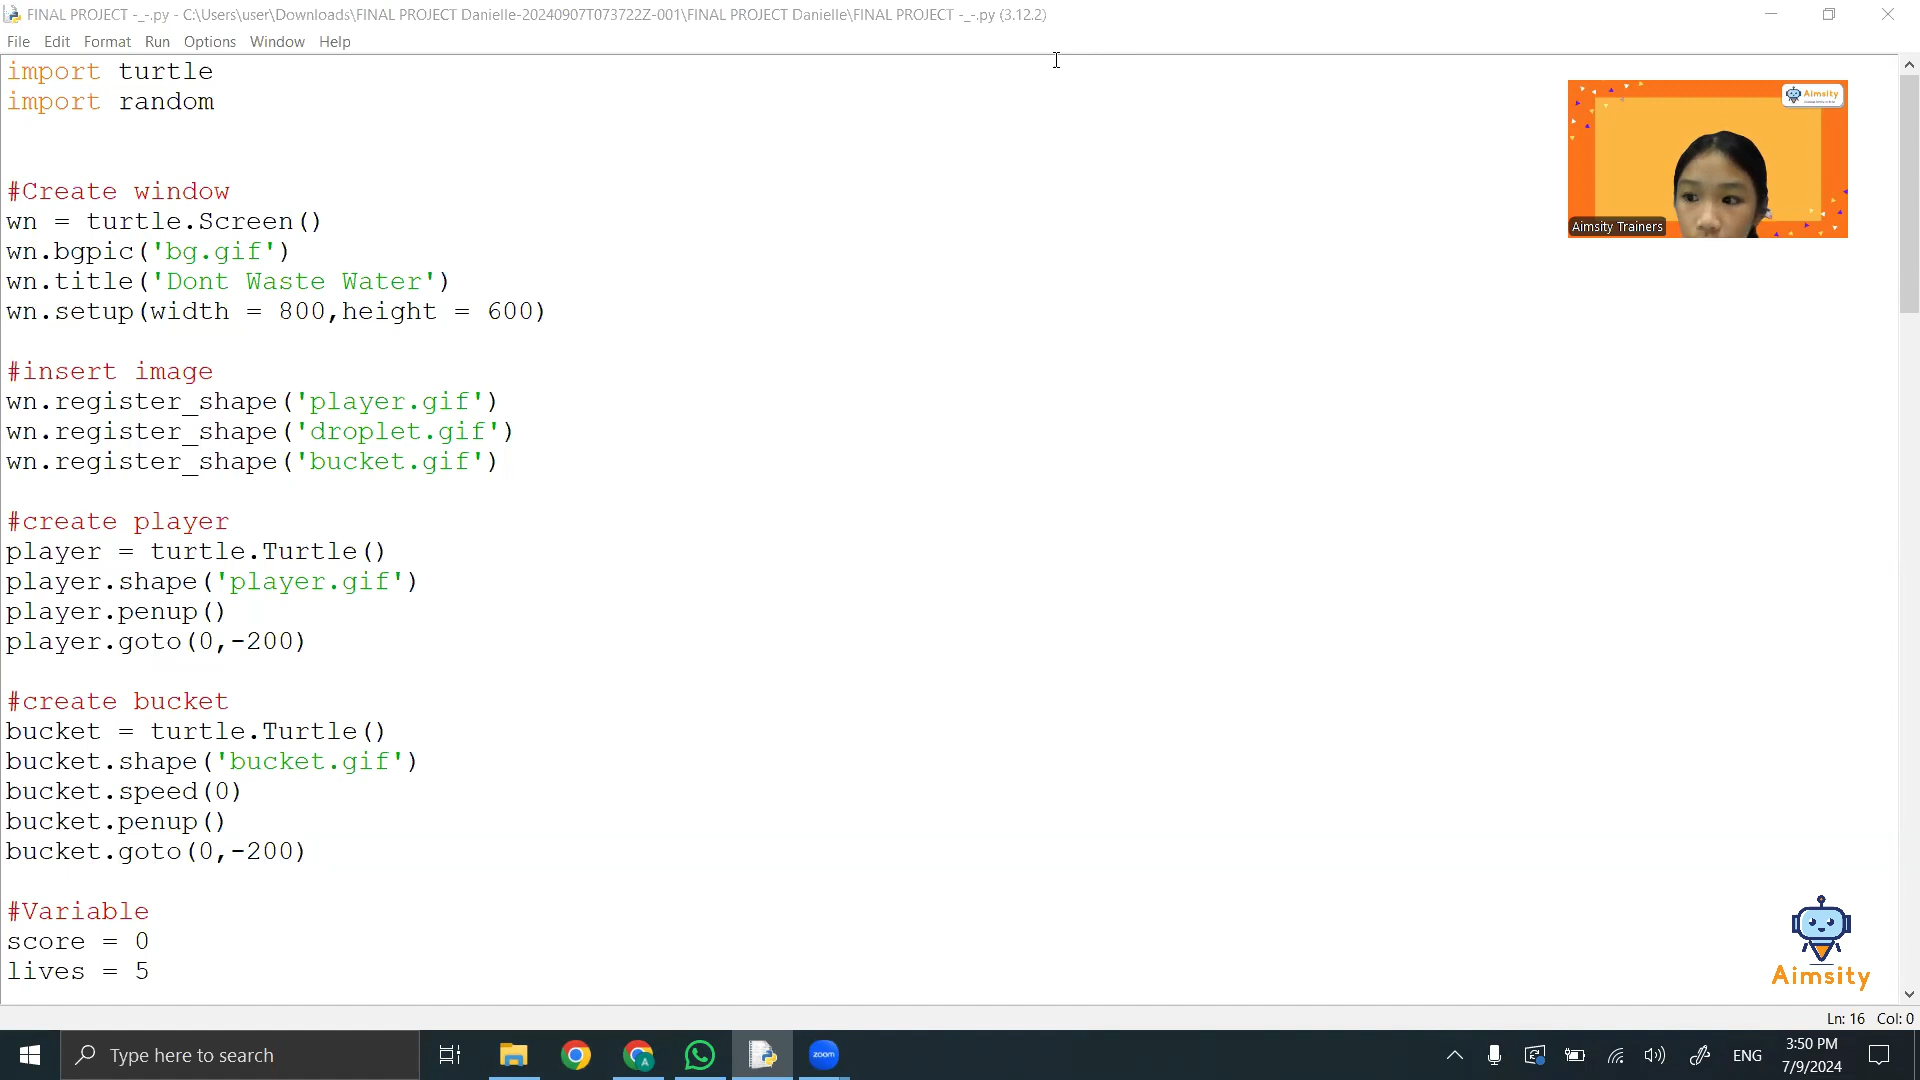 FINAL PROJECT -_-.py - C:\Users\user\Downloads\FINAL PROJECT Danielle-20240907T073722Z-001\FINAL PROJECT Danielle\FINAL PROJECT -_-.py (3.12.2)
File Edit Format Run Options Window Help
import turtle
import random
#Create window
wn = turtle.Screen()
wn.bgpic('bg.gif')
wn.title('Dont Waste Water')
wn.setup(width = 800,height = 600)
#insert image
wn.register_shape('player.gif')
wn.register_shape('droplet.gif')
wn.register_shape('bucket.gif')
#create player
player = turtle.Turtle()
player.shape('player.gif')
player.penup()
player.goto(0,-200)
#create bucket
bucket = turtle.Turtle()
bucket.shape('bucket.gif')
bucket.speed(0)
bucket.penup()
bucket.goto(0,-200)
#Variable
score = 0
lives = 5
Aimsity
Aimsity Trainers
Aimsity
Ln: 16 Col: 0
Type here to search
zoom
A
ENG
3:50 PM
7/9/2024